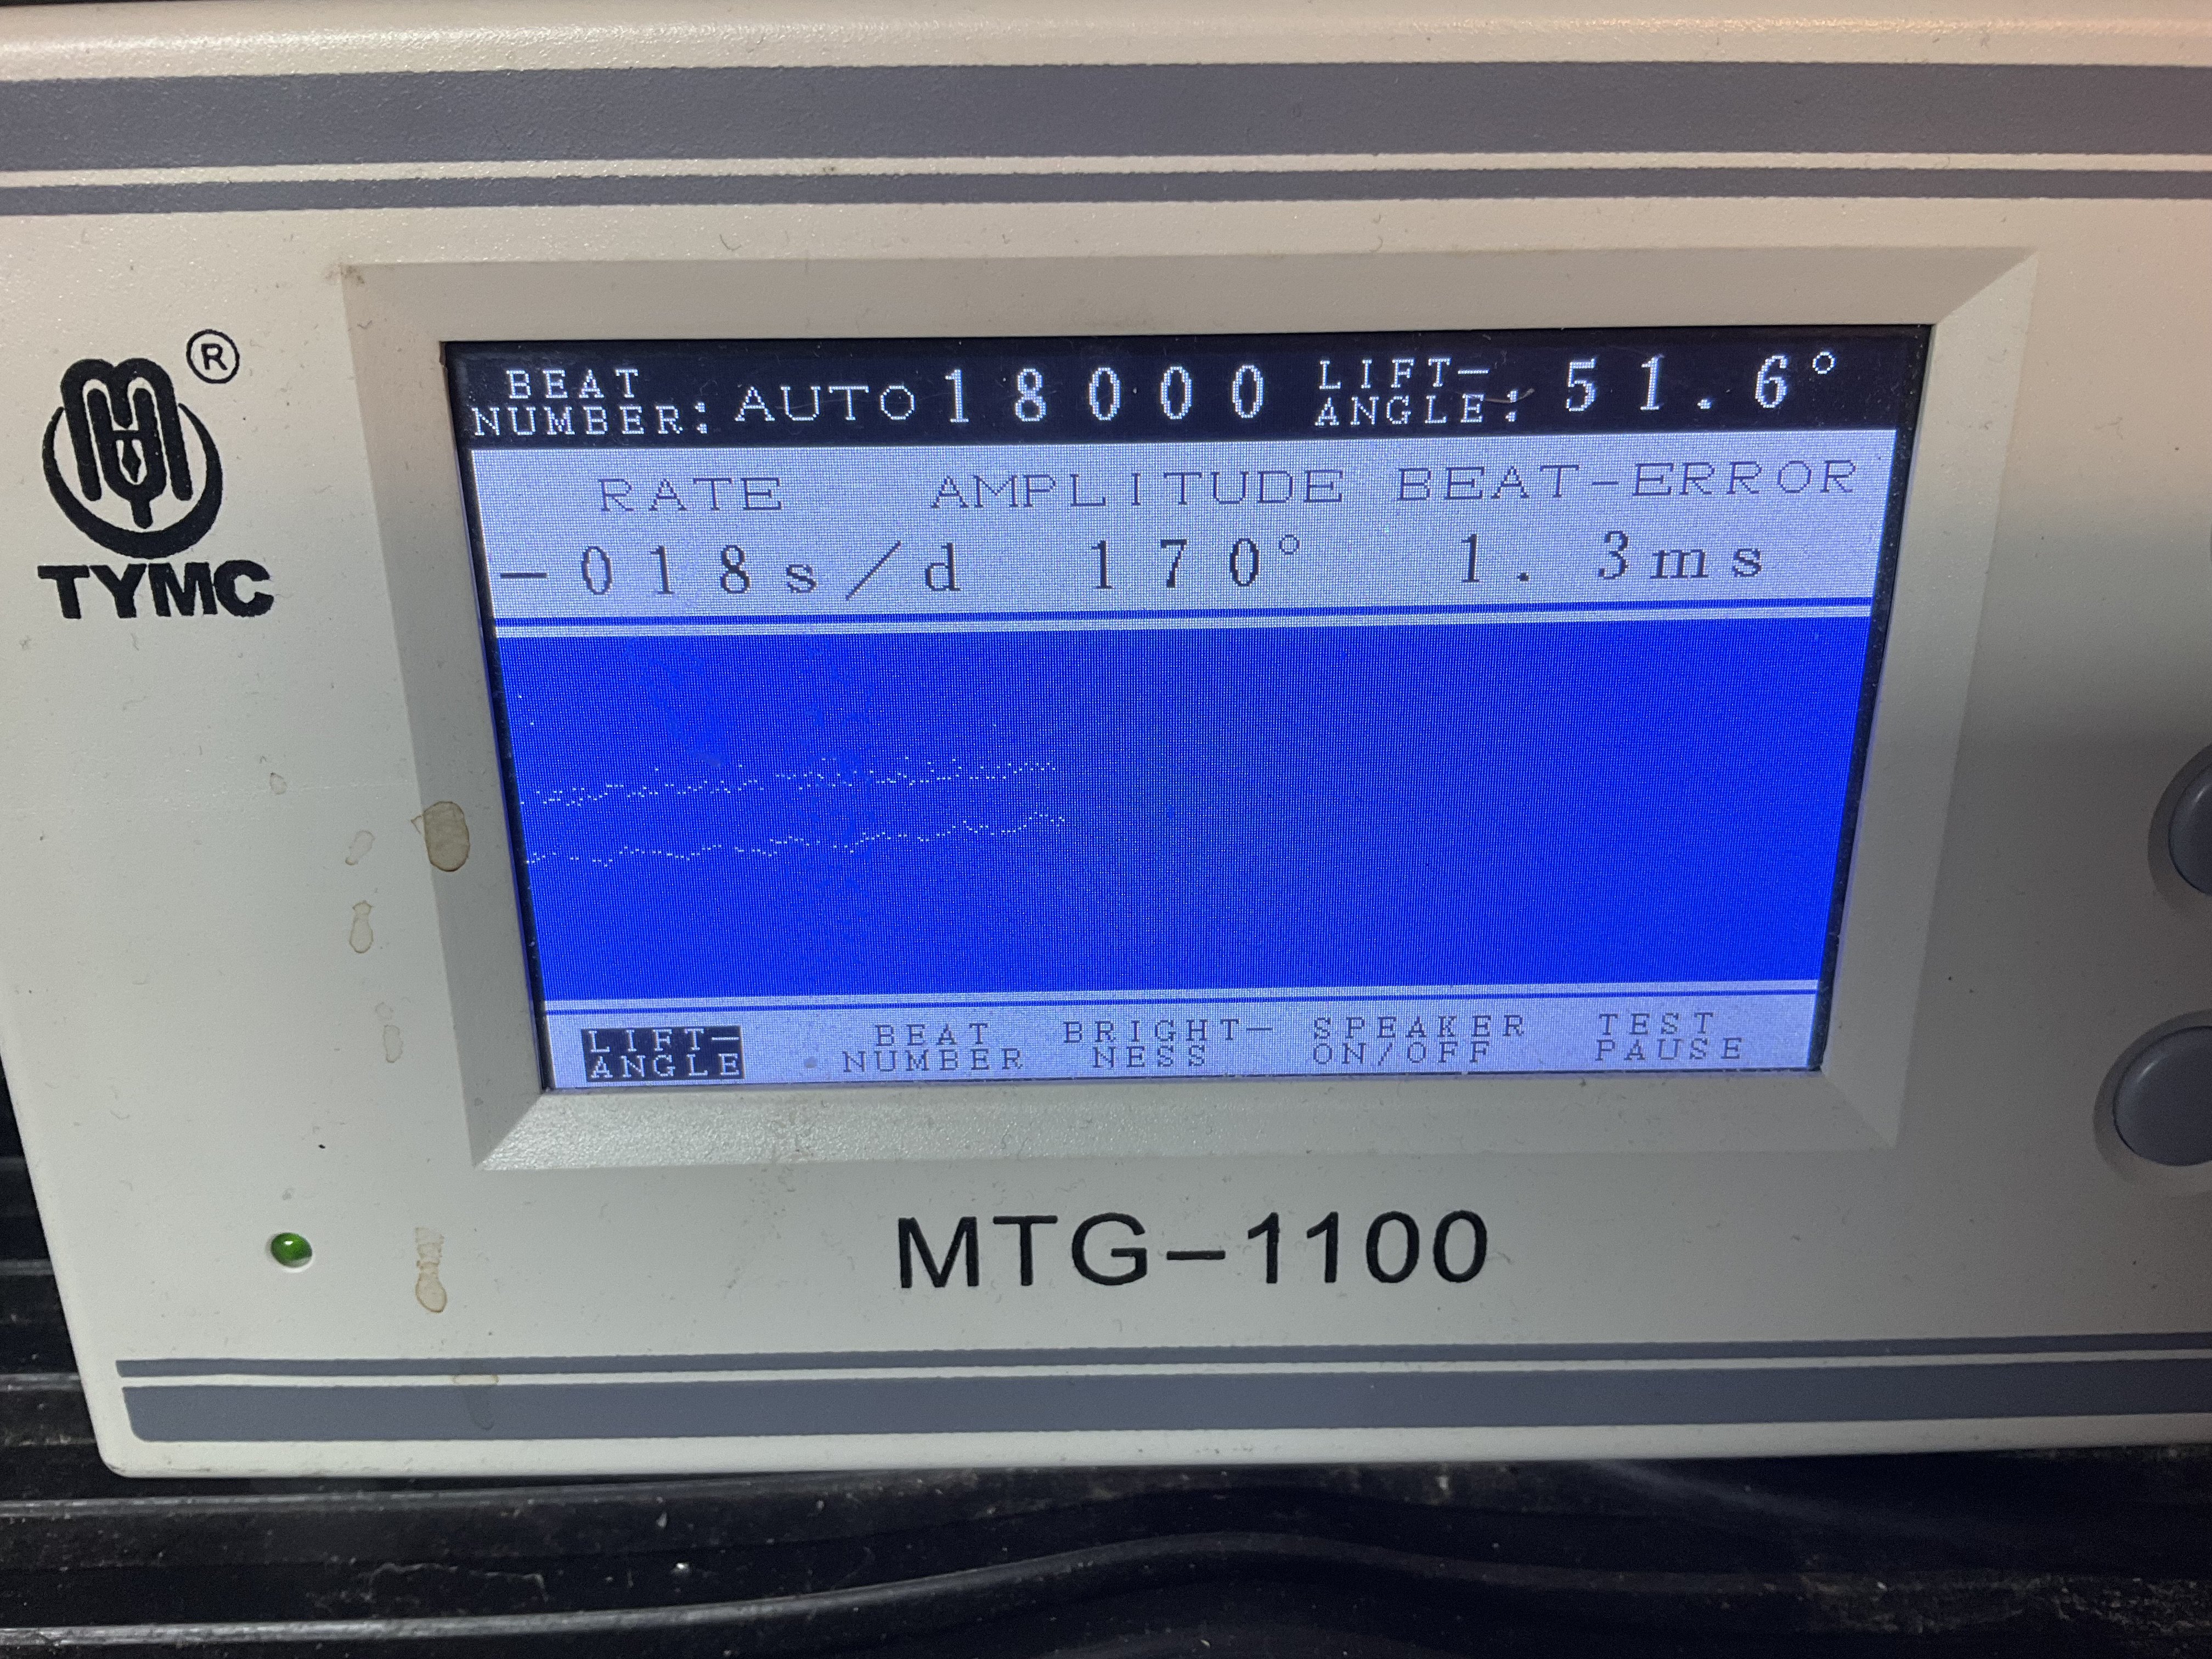 ®
TYMC
BEAT NUMBER: AUTO 18000 LIFT-ANGLE: 51.6°
RATE AMPLITUDE BEAT-ERROR
-018s/d 170° 1.3ms
LIFT-ANGLE BEAT NUMBER BRIGHT-NESS SPEAKER ON/OFF TEST PAUSE
MTG-1100